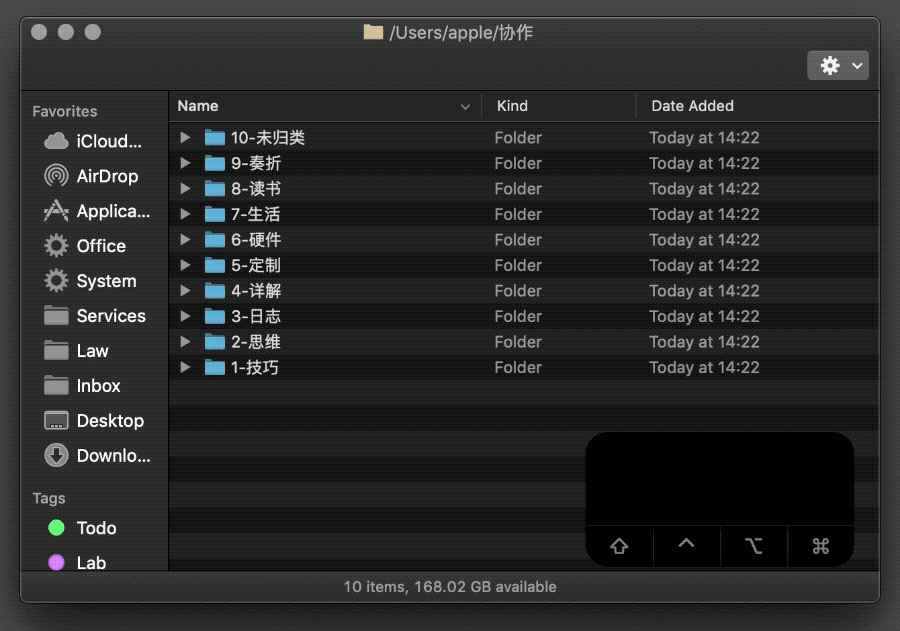 /Users/apple/协作
Favorites
iCloud...
AirDrop
Applica...
Office
System
Services
Law
Inbox
Desktop
Downlo...
Tags
Todo
Lab
Name Kind Date Added
10-未归类 Folder Today at 14:22
9-奏折 Folder Today at 14:22
8-读书 Folder Today at 14:22
7-生活 Folder Today at 14:22
6-硬件 Folder Today at 14:22
5-定制 Folder Today at 14:22
4-详解 Folder Today at 14:22
3-日志 Folder Today at 14:22
2-思维 Folder Today at 14:22
1-技巧 Folder Today at 14:22
10 items, 168.02 GB available